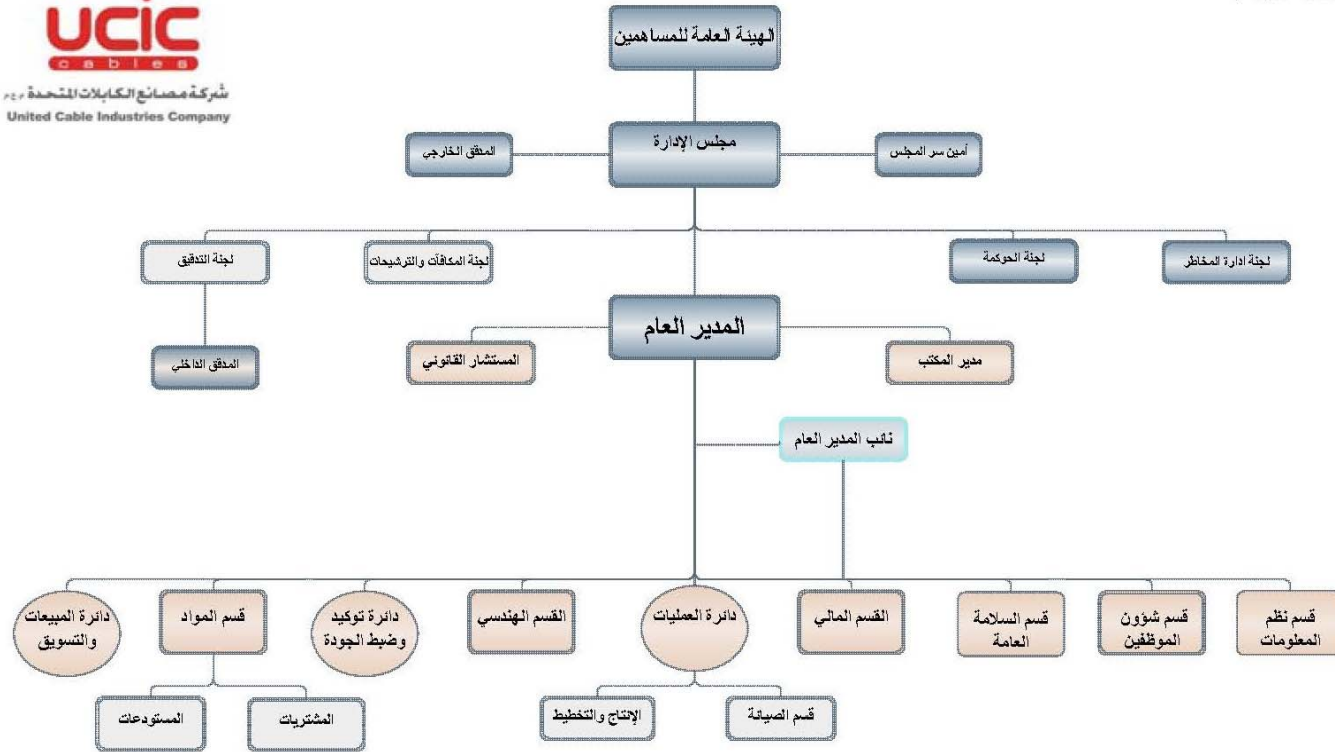 UCIC
cables
شركة مصانع الكابلات المتحدة م.ع.م
United Cable Industries Company
الهيئة العامة للمساهمين
مجلس الإدارة
أمين سر المجلس
المدقق الخارجي
لجنة ادارة المخاطر
لجنة الحوكمة
لجنة المكافآت والترشيحات
لجنة التدقيق
المدقق الداخلي
المدير العام
مدير المكتب
المستشار القانوني
نائب المدير العام
قسم نظم
المعلومات
قسم شؤون
الموظفين
قسم السلامة
العامة
القسم المالي
دائرة العمليات
القسم الهندسي
دائرة توكيد
وضبط الجودة
قسم المواد
دائرة المبيعات
والتسويق
قسم الصيانة
الإنتاج والتخطيط
المشتريات
المستودعات